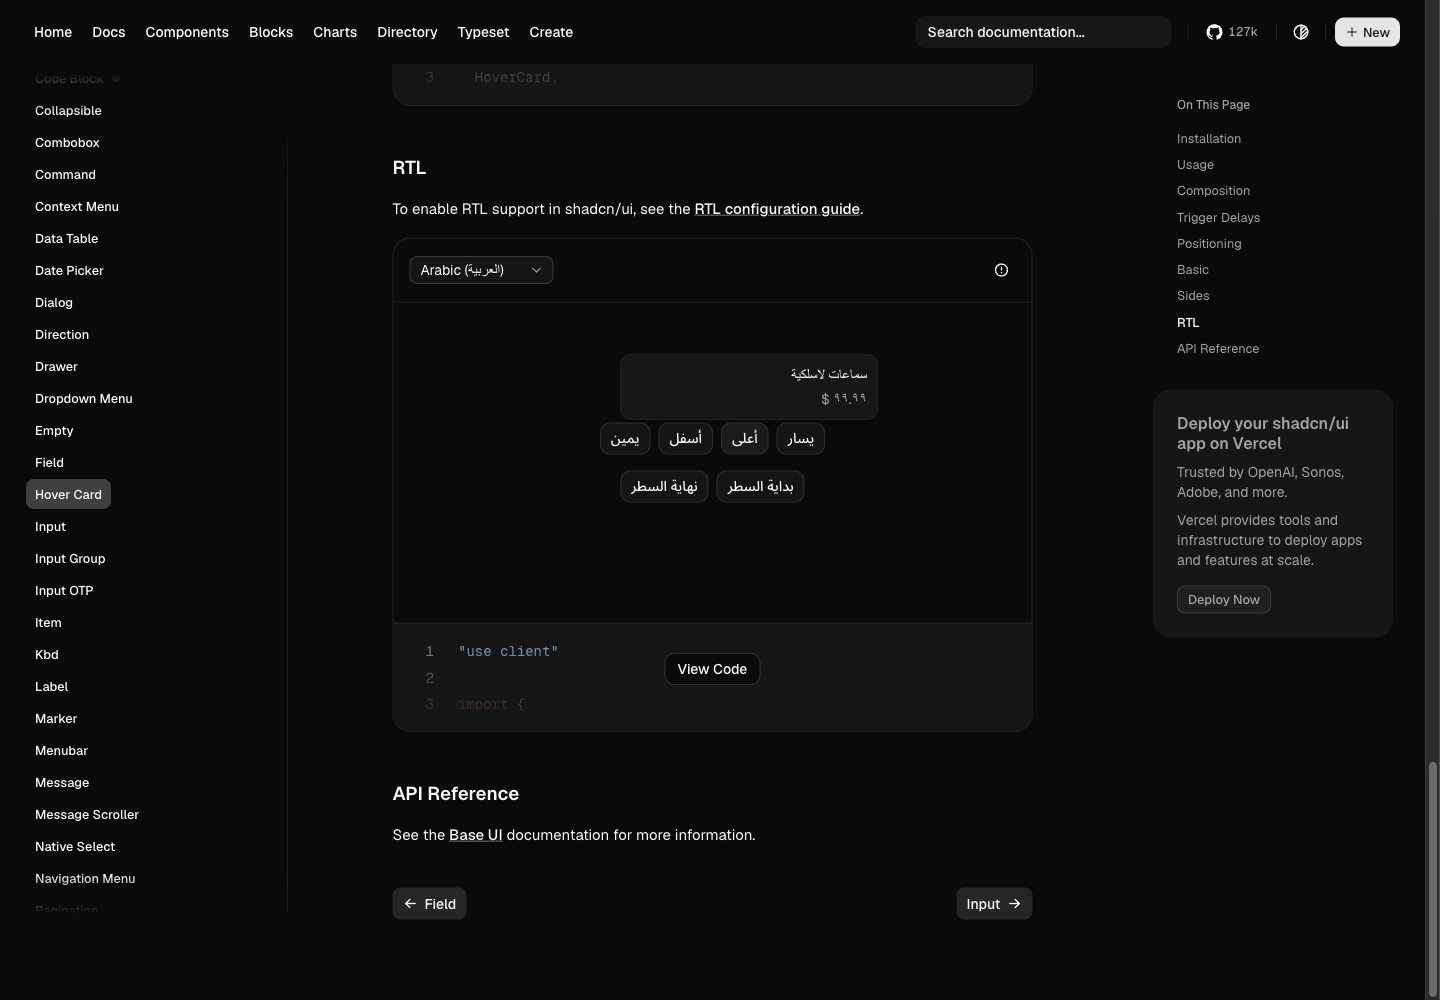 Home Docs Components Blocks Charts Directory Typeset Create
Search documentation...
127k
New
Code Block
Collapsible
Combobox
Command
Context Menu
Data Table
Date Picker
Dialog
Direction
Drawer
Dropdown Menu
Empty
Field
Hover Card
Input
Input Group
Input OTP
Item
Kbd
Label
Marker
Menubar
Message
Message Scroller
Native Select
Navigation Menu
Pagination
3 HoverCard,
RTL
To enable RTL support in shadcn/ui, see the RTL configuration guide.
Arabic (العربية)
سماعات لاسلكية
٩٩.٩٩ $
يسار أعلى أسفل يمين
بداية السطر نهاية السطر
1 "use client"
2
3 import {
View Code
API Reference
See the Base UI documentation for more information.
Field
Input
On This Page
Installation
Usage
Composition
Trigger Delays
Positioning
Basic
Sides
RTL
API Reference
Deploy your shadcn/ui
app on Vercel
Trusted by OpenAI, Sonos,
Adobe, and more.
Vercel provides tools and
infrastructure to deploy apps
and features at scale.
Deploy Now